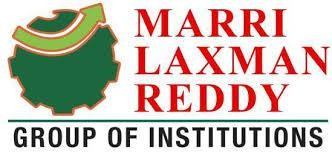 MARRI
LAXMAN
REDDY
GROUP OF INSTITUTIONS